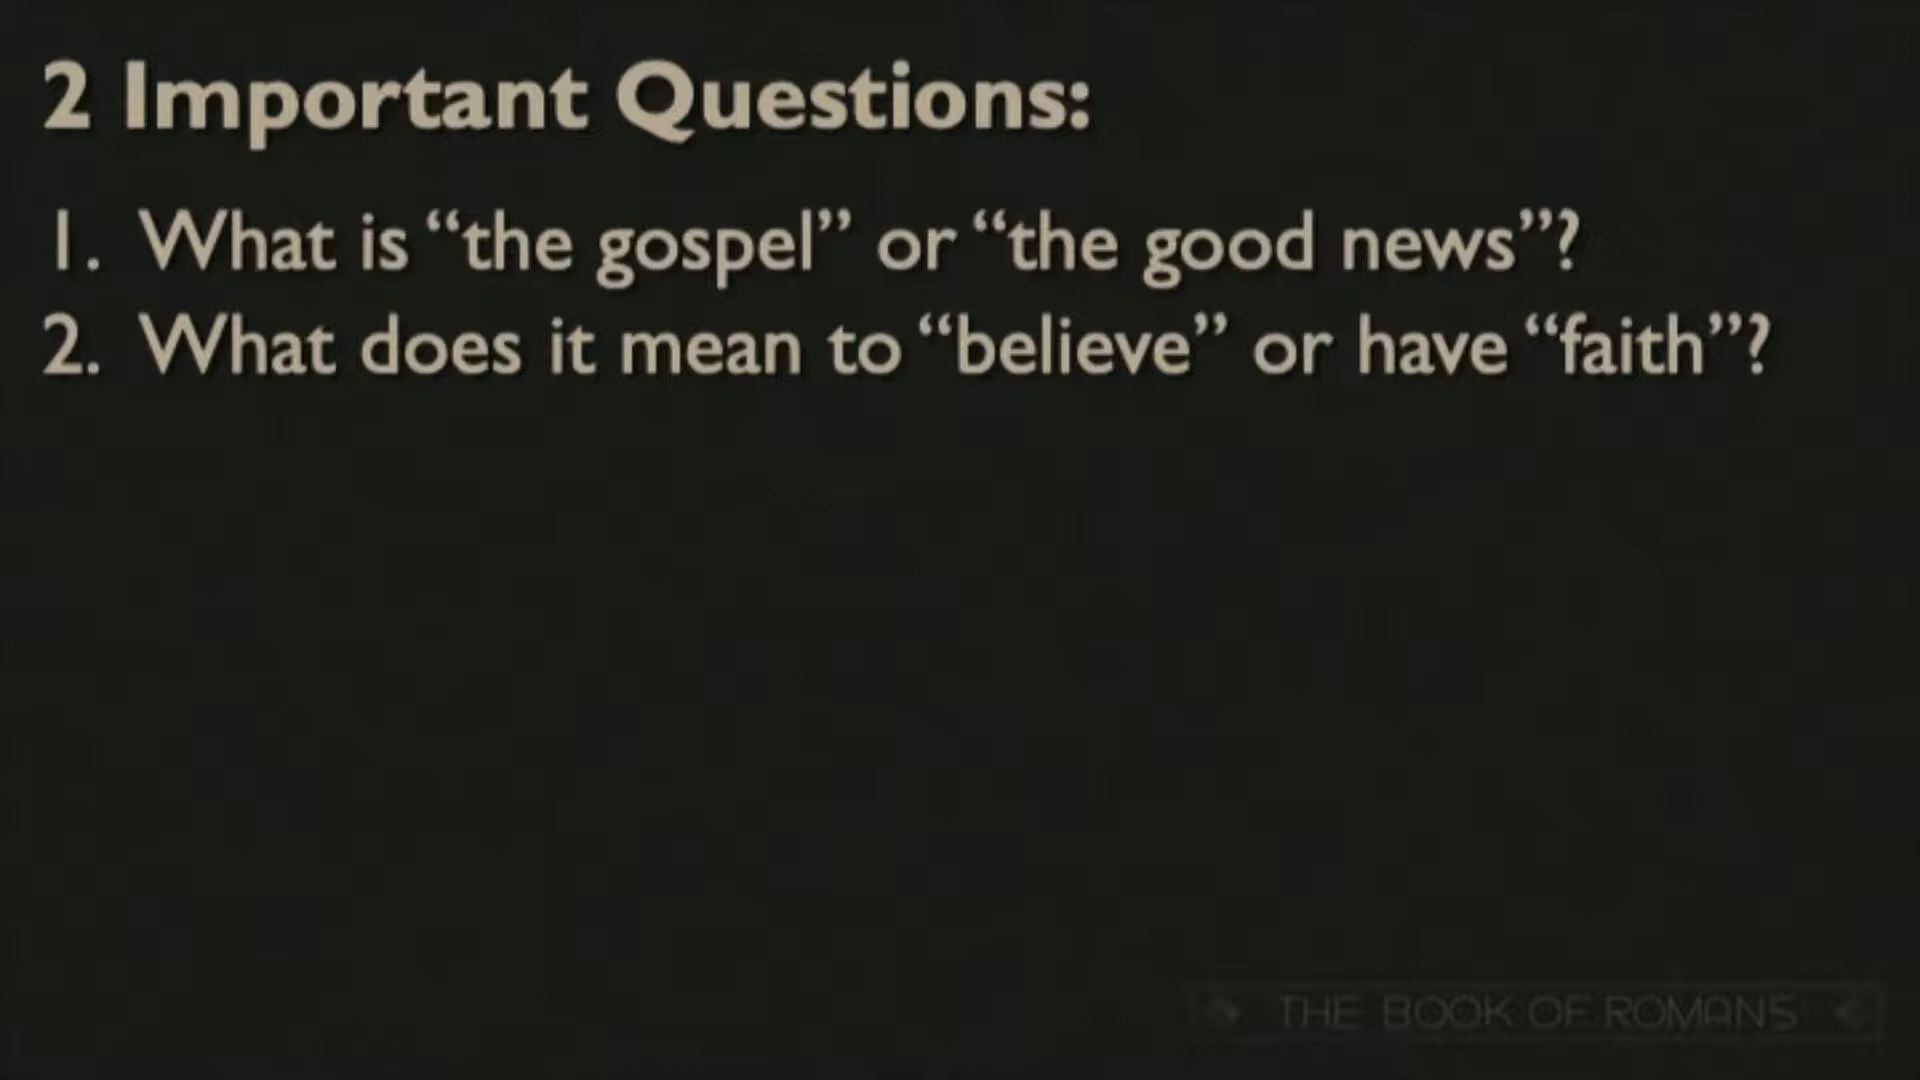 2 Important Questions:
1. What is “the gospel” or “the good news”?
2. What does it mean to “believe” or have “faith”?
THE BOOK OF ROMANS